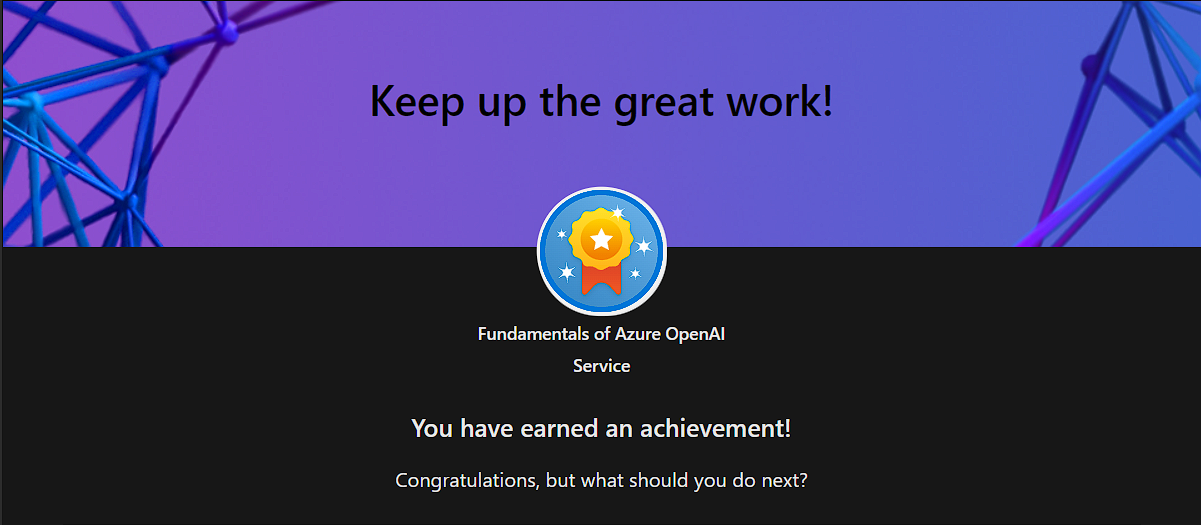 Keep up the great work!
Fundamentals of Azure OpenAI
Service
You have earned an achievement!
Congratulations, but what should you do next?